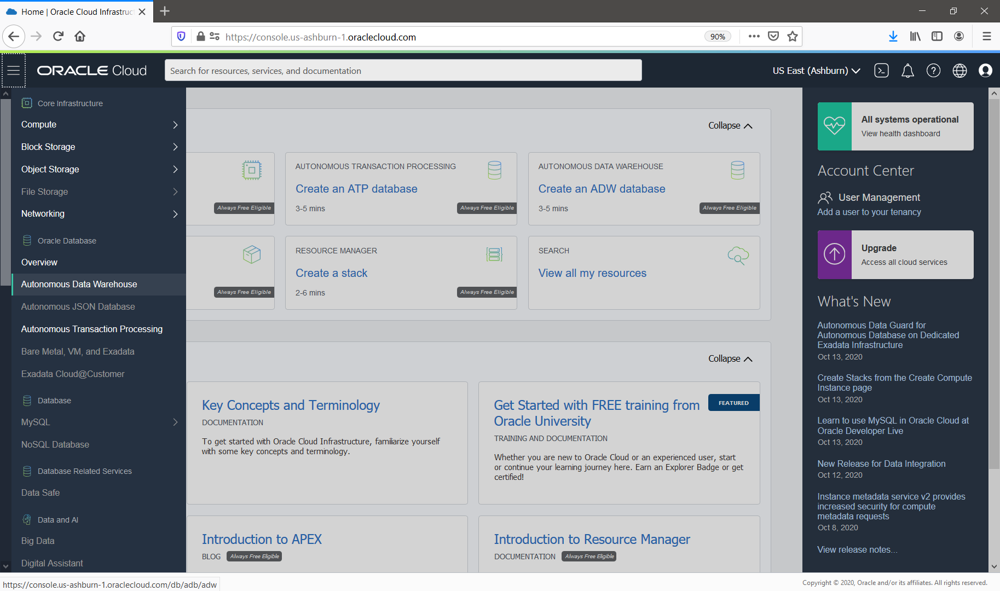 Home | Oracle Cloud Infrastruct
https://console.us-ashburn-1.oraclecloud.com
90%
ORACLE Cloud
Search for resources, services, and documentation
US East (Ashburn)
Core Infrastructure
Compute
Block Storage
Object Storage
File Storage
Networking
Oracle Database
Overview
Autonomous Data Warehouse
Autonomous JSON Database
Autonomous Transaction Processing
Bare Metal, VM, and Exadata
Exadata Cloud@Customer
Database
MySQL
NoSQL Database
Database Related Services
Data Safe
Data and AI
Big Data
Digital Assistant
Collapse
Always Free Eligible
AUTONOMOUS TRANSACTION PROCESSING
Create an ATP database
3-5 mins
Always Free Eligible
AUTONOMOUS DATA WAREHOUSE
Create an ADW database
3-5 mins
Always Free Eligible
Always Free Eligible
RESOURCE MANAGER
Create a stack
2-6 mins
Always Free Eligible
SEARCH
View all my resources
Collapse
Key Concepts and Terminology
DOCUMENTATION
To get started with Oracle Cloud Infrastructure, familiarize yourself
with some key concepts and terminology.
FEATURED
Get Started with FREE training from
Oracle University
TRAINING AND DOCUMENTATION
Whether you are new to Oracle Cloud or an experienced user, start
or continue your learning journey here. Earn an Explorer Badge or get
certified!
Introduction to APEX
BLOG Always Free Eligible
Introduction to Resource Manager
DOCUMENTATION Always Free Eligible
All systems operational
View health dashboard
Account Center
User Management
Add a user to your tenancy
Upgrade
Access all cloud services
What's New
Autonomous Data Guard for
Autonomous Database on Dedicated
Exadata Infrastructure
Oct 13, 2020
Create Stacks from the Create Compute
Instance page
Oct 13, 2020
Learn to use MySQL in Oracle Cloud at
Oracle Developer Live
Oct 13, 2020
New Release for Data Integration
Oct 12, 2020
Instance metadata service v2 provides
increased security for compute
metadata requests
Oct 8, 2020
View release notes...
https://console.us-ashburn-1.oraclecloud.com/db/adb/adw
Copyright © 2020, Oracle and/or its affiliates. All rights reserved.